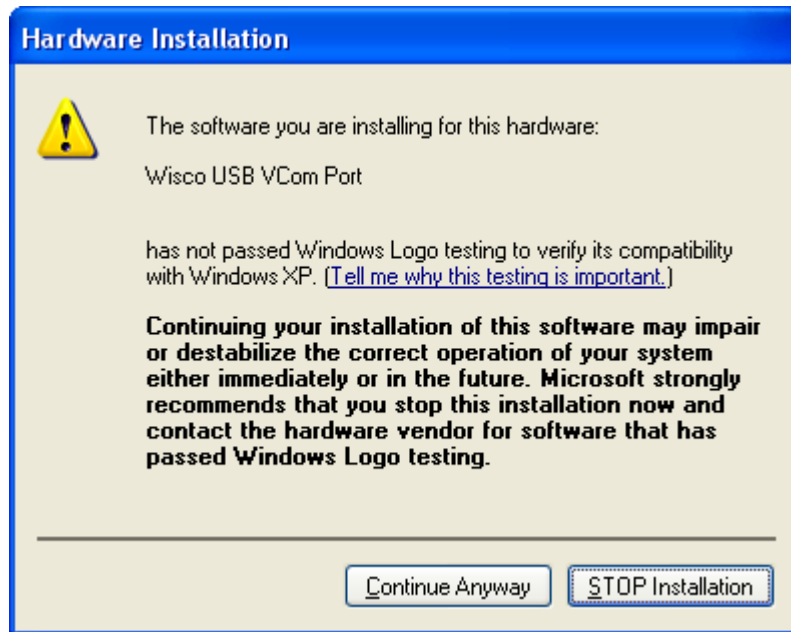 Hardware Installation
The software you are installing for this hardware:
Wisco USB VCom Port
has not passed Windows Logo testing to verify its compatibility
with Windows XP. (Tell me why this testing is important.)
Continuing your installation of this software may impair
or destabilize the correct operation of your system
either immediately or in the future. Microsoft strongly
recommends that you stop this installation now and
contact the hardware vendor for software that has
passed Windows Logo testing.
Continue Anyway
STOP Installation